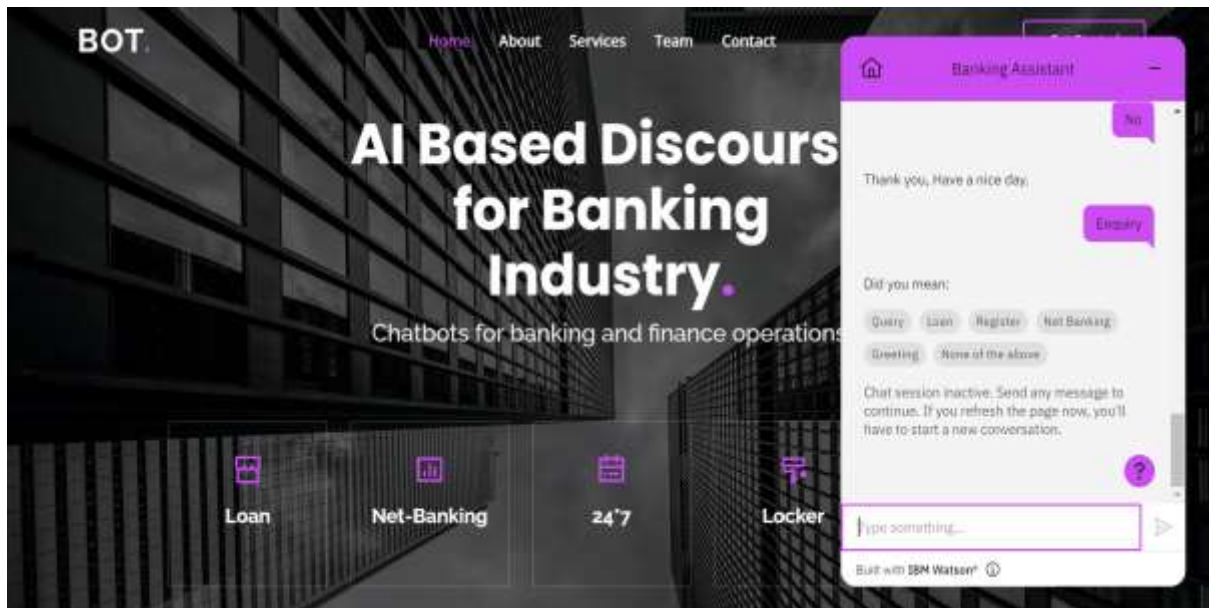 BOT.
Home About Services Team Contact
AI Based Discours
for Banking
Industry.
Chatbots for banking and finance operations
Loan
Net-Banking
24*7
Locker
Banking Assistant
No
Thank you, Have a nice day.
Enquiry
Did you mean:
Query Loan Register Net Banking
Greeting None of the above
Chat session inactive. Send any message to
continue. If you refresh the page now, you'll
have to start a new conversation.
?
Type something...
Built with IBM Watson®